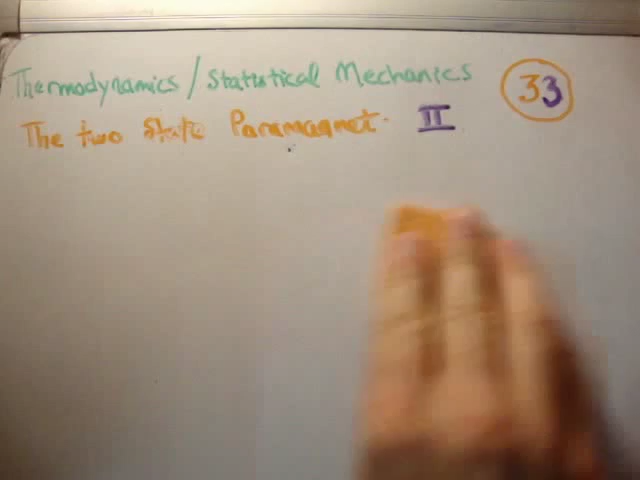 Thermodynamics / Statistical Mechanics
33
The two State Paramagnet II